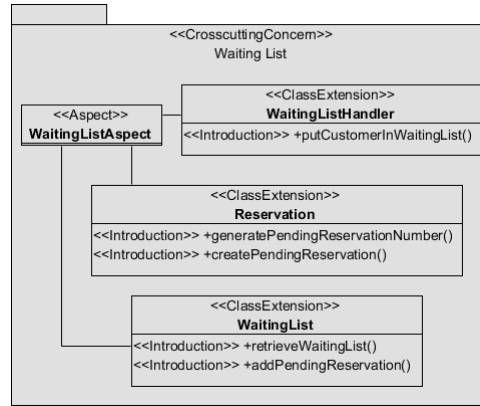 <<CrosscuttingConcern>>
Waiting List
<<Aspect>>
WaitingListAspect
<<ClassExtension>>
WaitingListHandler
<<Introduction>> +putCustomerInWaitingList()
<<ClassExtension>>
Reservation
<<Introduction>> +generatePendingReservationNumber()
<<Introduction>> +createPendingReservation()
<<ClassExtension>>
WaitingList
<<Introduction>> +retrieveWaitingList()
<<Introduction>> +addPendingReservation()